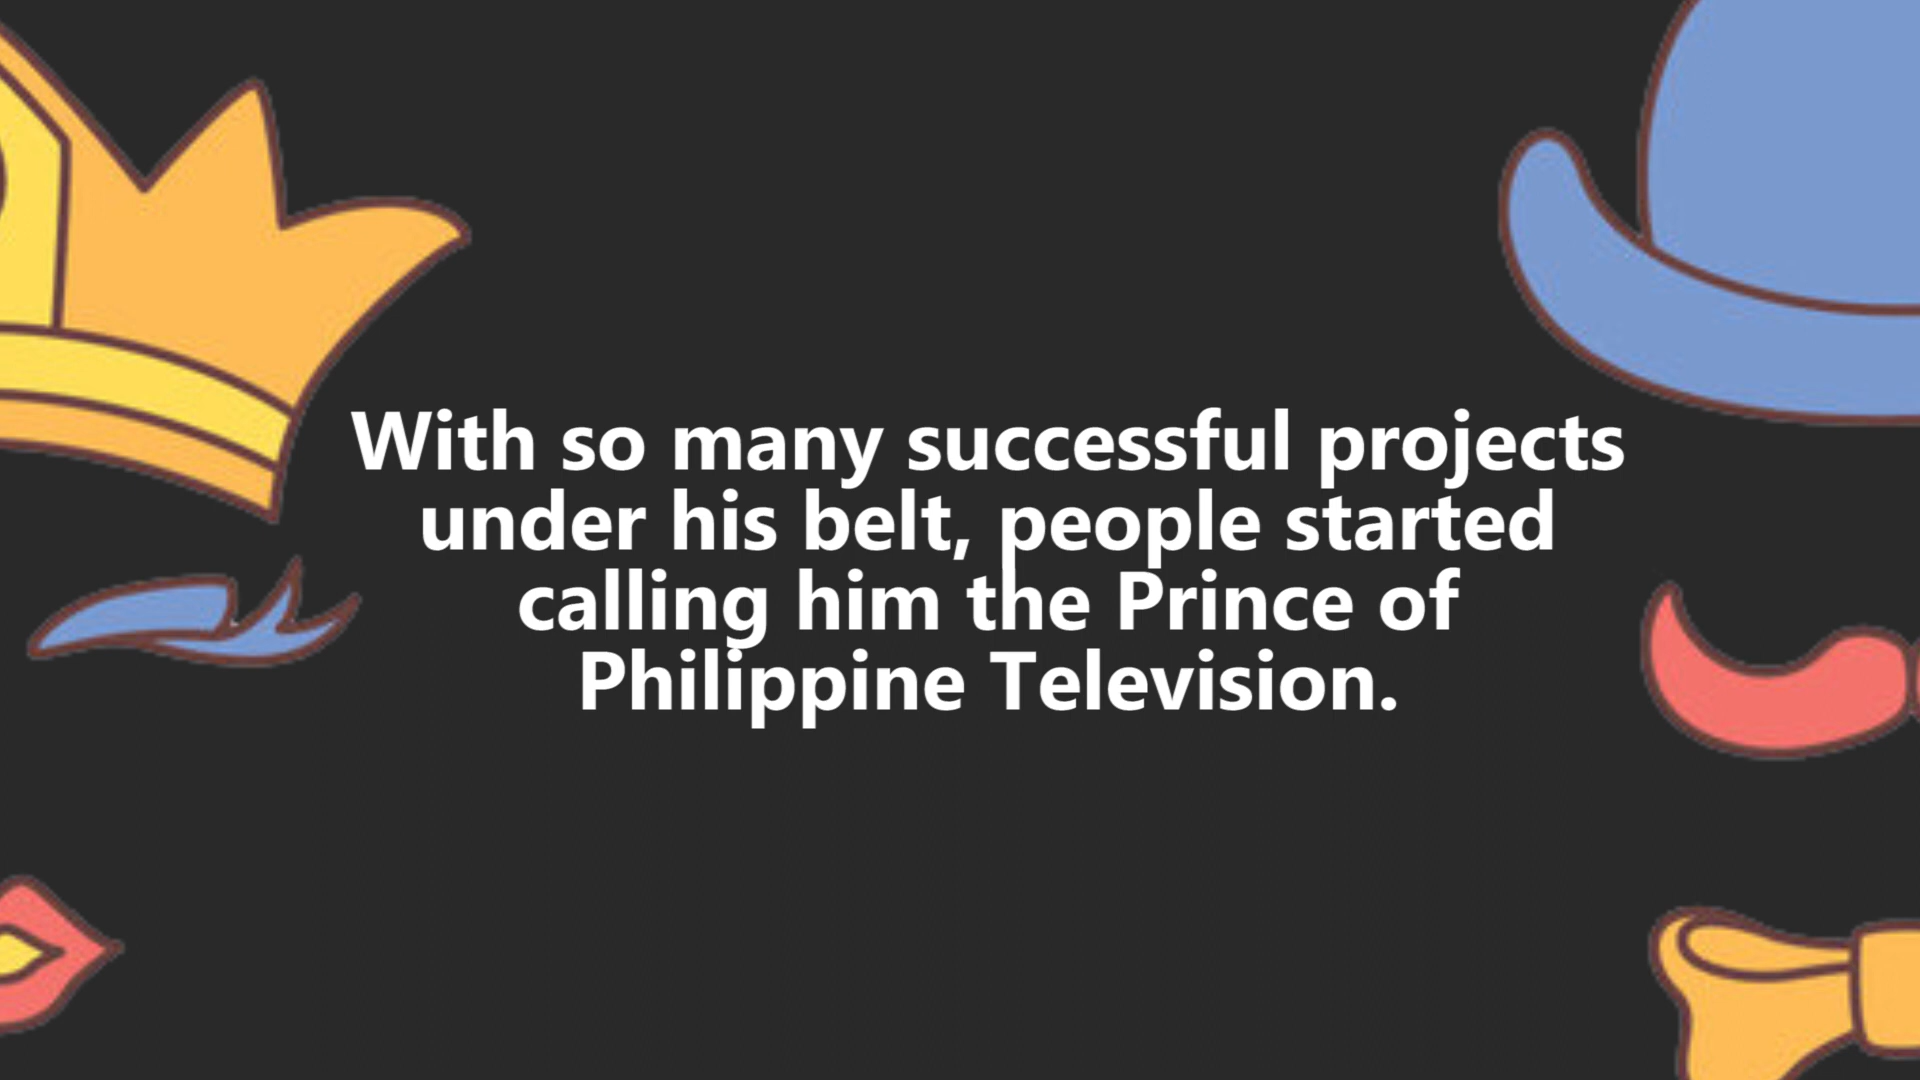 With so many successful projects
under his belt, people started
calling him the Prince of
Philippine Television.